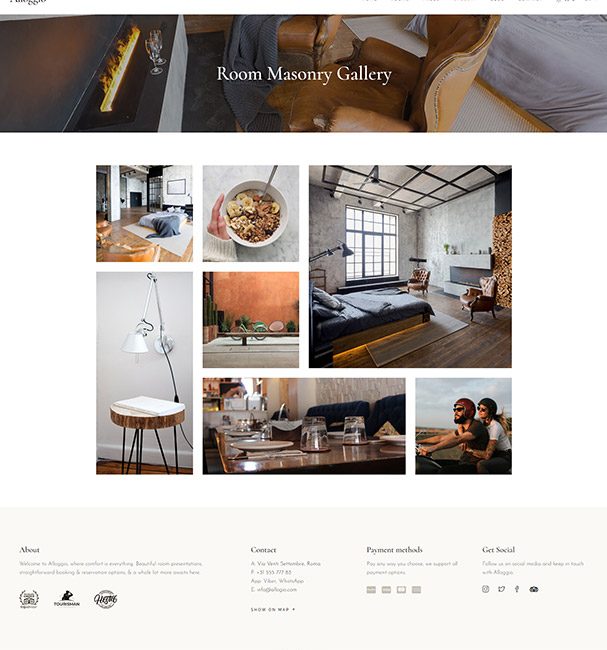 Alloggio
Room Masonry Gallery
About
Welcome to Alloggio, where comfort is everything. Beautiful room presentations,
straightforward booking & reservation options, & a whole lot more awaits here.
TOURISMAN
Hostel
Contact
A: Via Venti Settembre, Roma
P: +31 555 777 83
App: Viber, WhatsApp
E: info@alloggio.com
SHOW ON MAP
Payment methods
Pay any way you choose, we support all
payment options.
Get Social
Follow us on social media and keep in touch
with Alloggio.